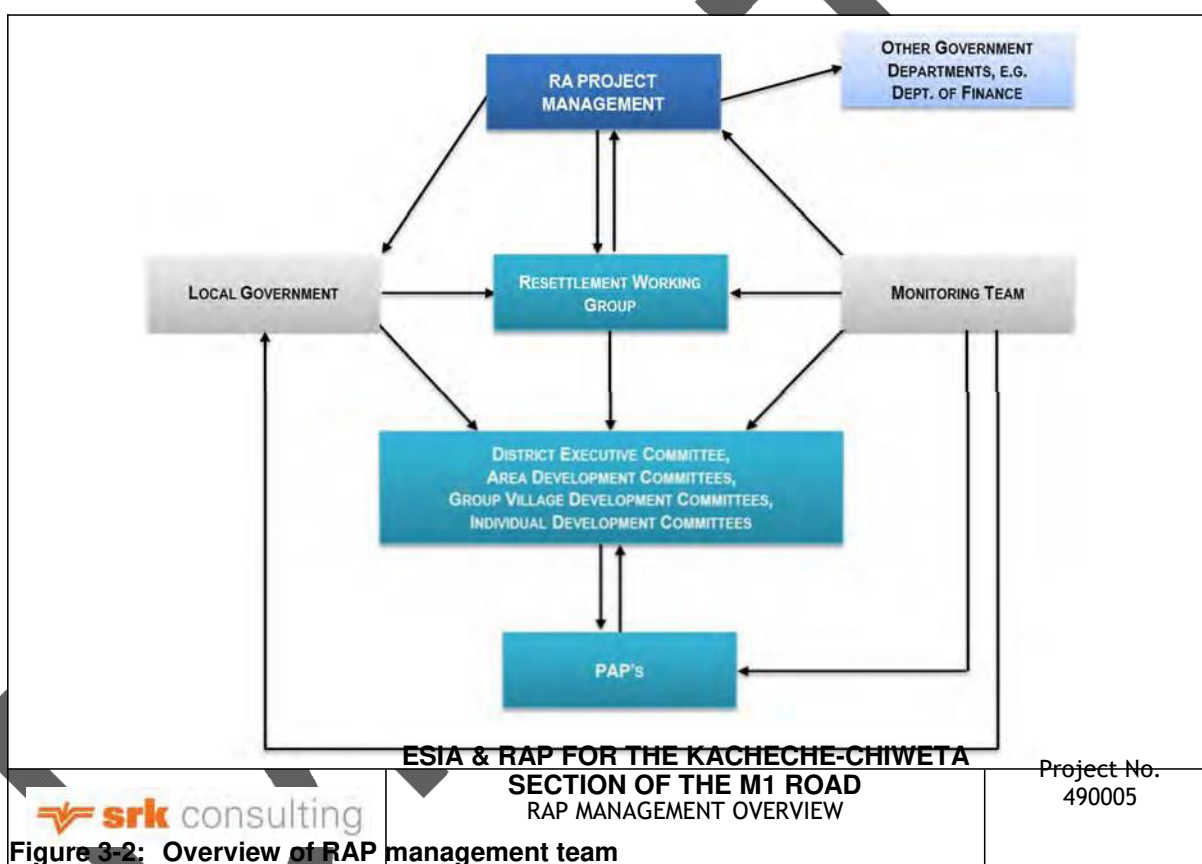 OTHER GOVERNMENT
DEPARTMENTS, E.G.
DEPT. OF FINANCE
RA PROJECT
MANAGEMENT
LOCAL GOVERNMENT
RESETTLEMENT WORKING
GROUP
MONITORING TEAM
DISTRICT EXECUTIVE COMMITTEE,
AREA DEVELOPMENT COMMITTEES,
GROUP VILLAGE DEVELOPMENT COMMITTEES,
INDIVIDUAL DEVELOPMENT COMMITTEES
PAP'S
ESIA & RAP FOR THE KACHECHE-CHIWETA
SECTION OF THE M1 ROAD
RAP MANAGEMENT OVERVIEW
Project No.
490005
srk consulting
Figure 3-2: Overview of RAP management team